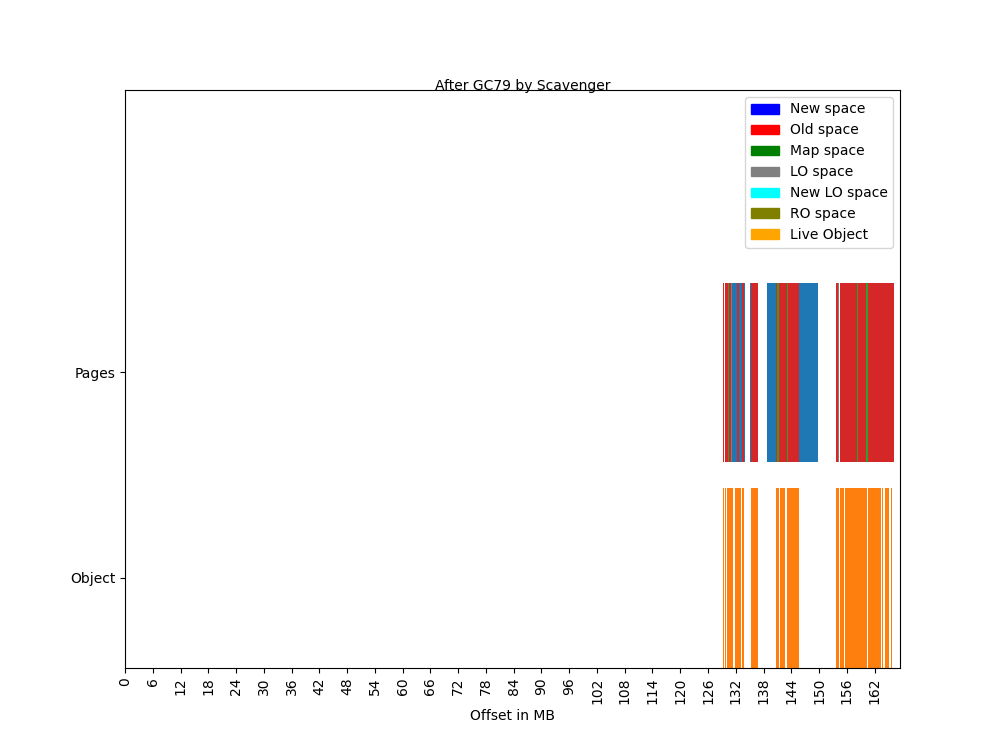 After GC79 by Scavenger
New space
Old space
Map space
LO space
New LO space
RO space
Live Object
Pages
Object
0 6 12 18 24 30 36 42 48 54 60 66 72 78 84 90 96 102 108 114 120 126 132 138 144 150 156 162
Offset in MB